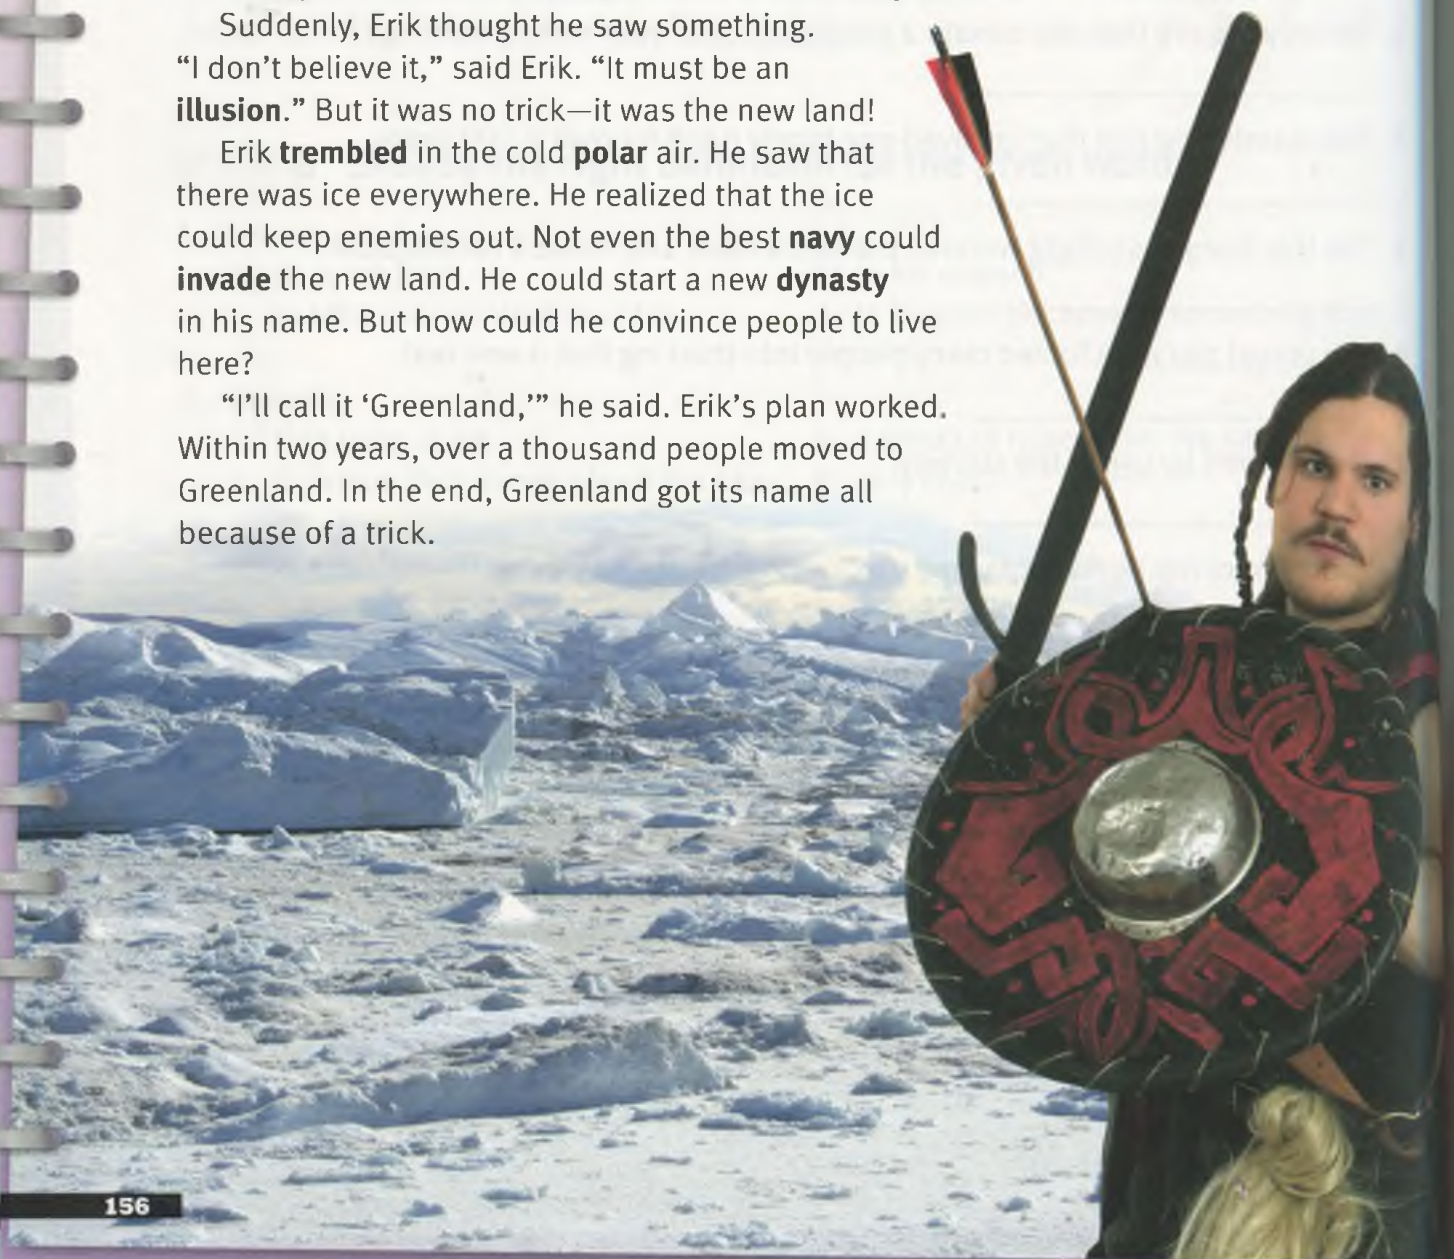 Suddenly, Erik thought he saw something.
“I don't believe it,” said Erik. “It must be an
illusion.” But it was no trick—it was the new land!
Erik trembled in the cold polar air. He saw that
there was ice everywhere. He realized that the ice
could keep enemies out. Not even the best navy could
invade the new land. He could start a new dynasty
in his name. But how could he convince people to live
here?
“I'll call it ‘Greenland,’” he said. Erik's plan worked.
Within two years, over a thousand people moved to
Greenland. In the end, Greenland got its name all
because of a trick.
156